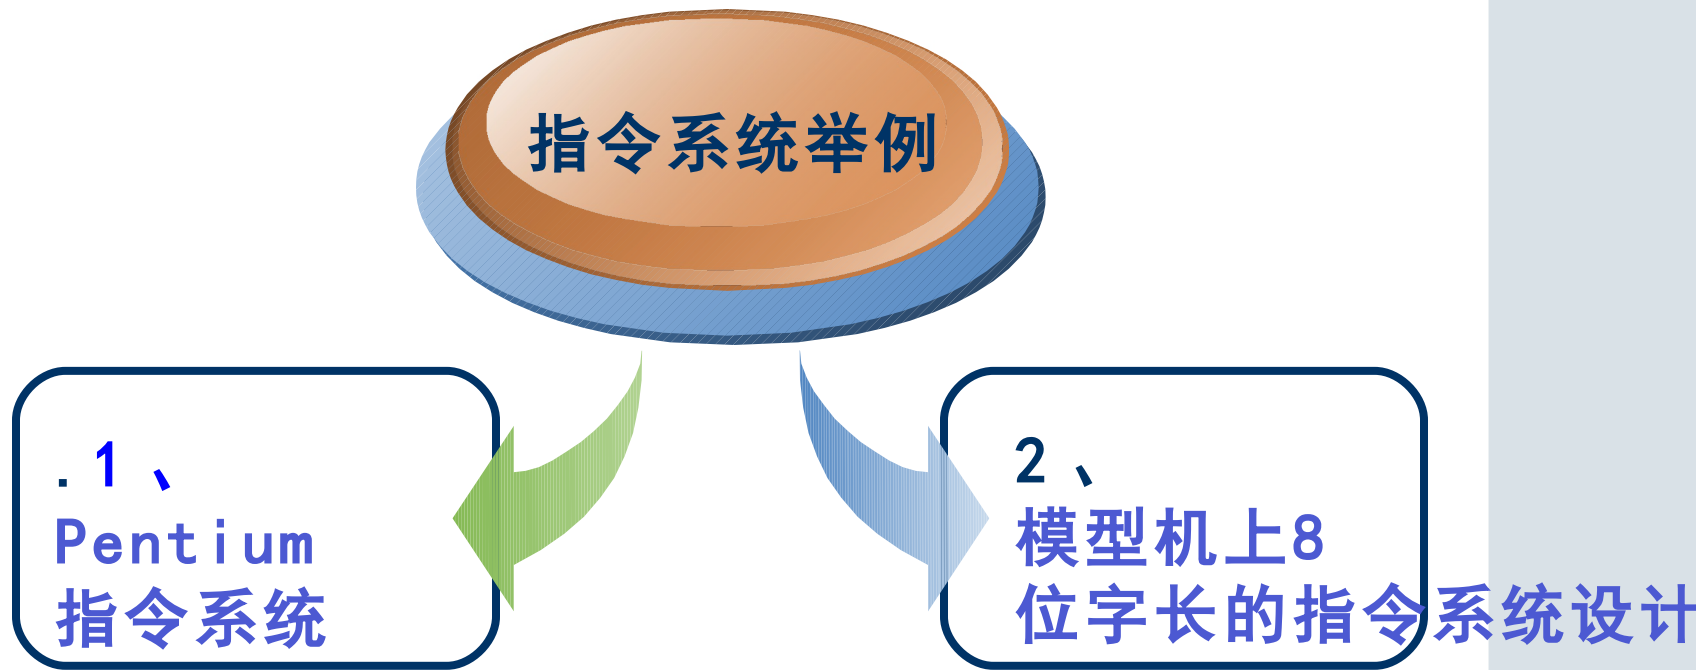 指令系统举例
.1、
Pentium
指令系统
2、
模型机上8
位字长的指令系统设计